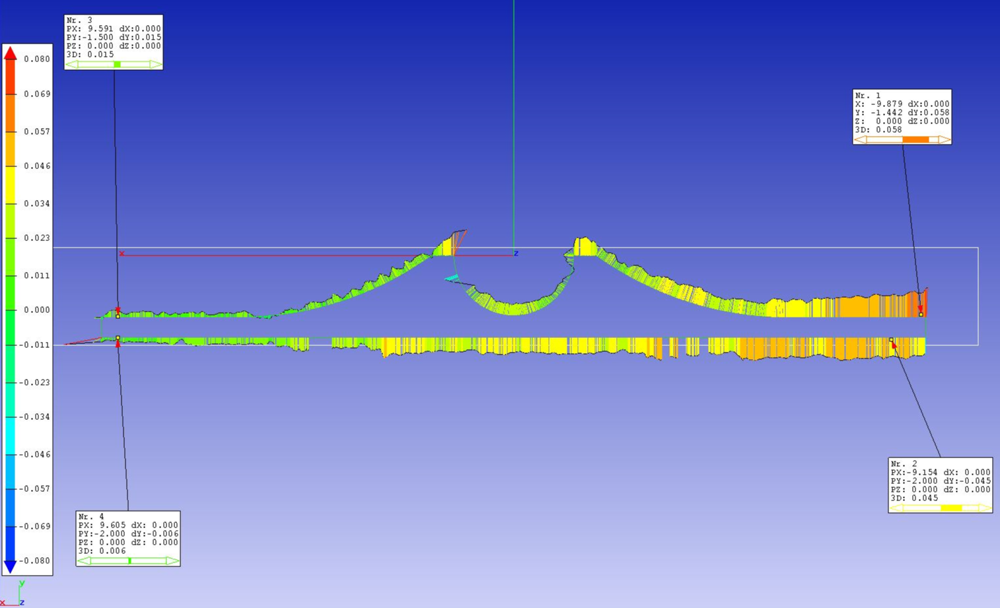 Nr. 3
PX: 9.591 dX:0.000
PY:-1.500 dY:0.015
PZ: 0.000 dZ:0.000
3D: 0.015
0.080
0.069
0.057
0.046
0.034
0.023
0.011
0.000
-0.011
-0.023
-0.034
-0.046
-0.057
-0.069
-0.080
Nr. 1
X: -9.879 dX:0.000
Y: -1.442 dY:0.058
Z: 0.000 dZ:0.000
3D: 0.058
x
z
Nr. 2
PX:-9.154 dX: 0.000
PY:-2.000 dY:-0.045
PZ: 0.000 dZ: 0.000
3D: 0.045
Nr. 4
PX: 9.605 dX: 0.000
PY:-2.000 dY:-0.006
PZ: 0.000 dZ: 0.000
3D: 0.006
y
x
z